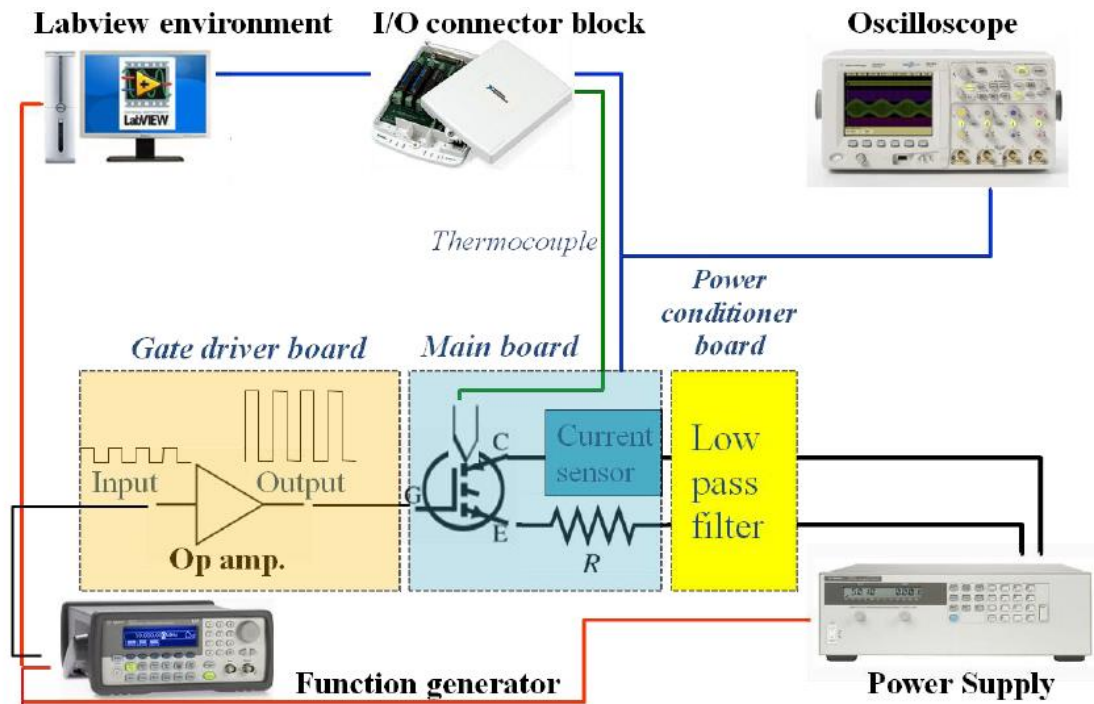 Labview environment
I/O connector block
Oscilloscope
LabVIEW
Thermocouple
Power
conditioner
board
Gate driver board
Main board
Input
Output
Op amp.
G
C
E
Current
sensor
R
Low
pass
filter
Function generator
Power Supply